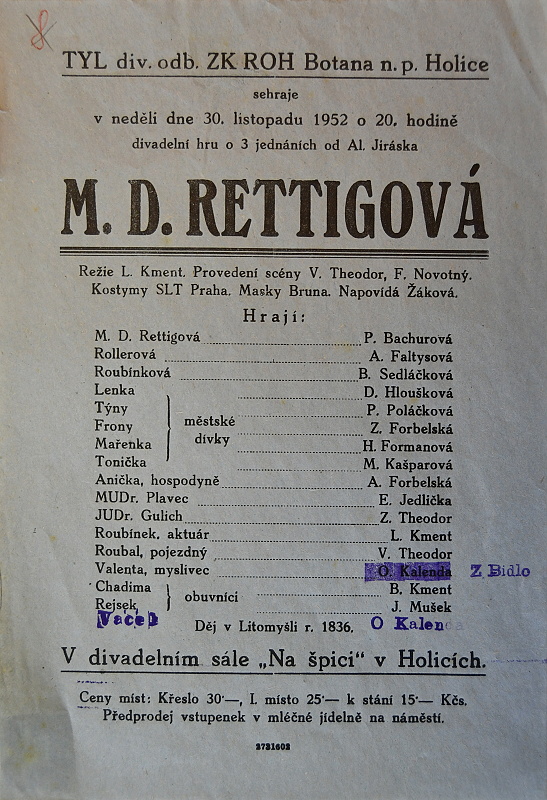 8
TYL div. odb. ZK ROH Botana n. p. Holice
sehraje
v neděli dne 30. listopadu 1952 o 20. hodině
divadelní hru o 3 jednáních od Al. Jiráska
M. D. RETTIGOVÁ
Režie L. Kment. Provedení scény V. Theodor, F. Novotný.
Kostymy SLT Praha. Masky Bruna. Napovídá Žáková.
Hrají:
M. D. Rettigová P. Bachurová
Rollerová A. Faltysová
Roubínková B. Sedláčková
Lenka D. Hloušková
Týny P. Poláčková
Frony městské Z. Forbelská
Mařenka dívky H. Formanová
Tonička M. Kašparová
Anička, hospodyně A. Forbelská
MUDr. Plavec E. Jedlička
JUDr. Gulich Z. Theodor
Roubínek, aktuár L. Kment
Roubal, pojezdný V. Theodor
Valenta, myslivec O. Kalenda Z Bidlo
Chadima B. Kment
Rejsek obuvníci J. Mušek
Vacek Děj v Litomyšli r. 1836. O Kalenda
V divadelním sále „Na špici“ v Holicích.
Ceny míst: Křeslo 30·—, I. místo 25·— k stání 15·— Kčs.
Předprodej vstupenek v mléčné jídelně na náměstí.
2731602